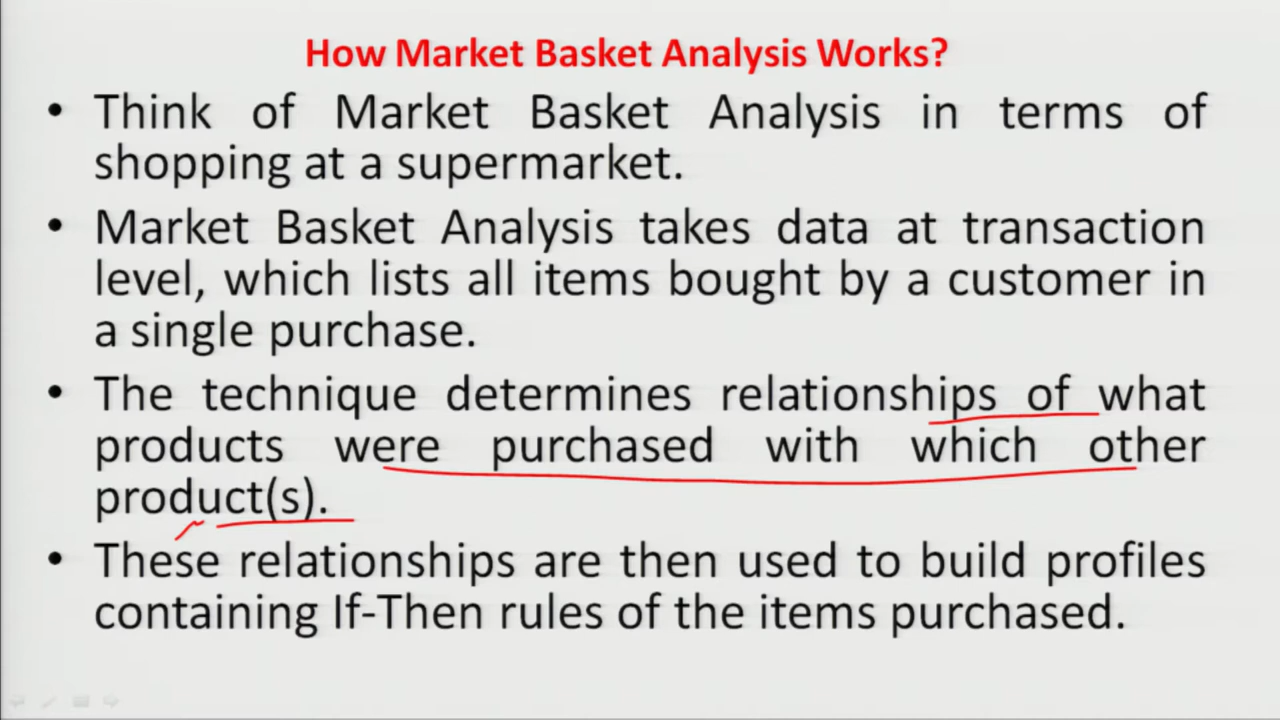 How Market Basket Analysis Works?
• Think of Market Basket Analysis in terms of
shopping at a supermarket.
• Market Basket Analysis takes data at transaction
level, which lists all items bought by a customer in
a single purchase.
• The technique determines relationships of what
products were purchased with which other
product(s).
• These relationships are then used to build profiles
containing If-Then rules of the items purchased.